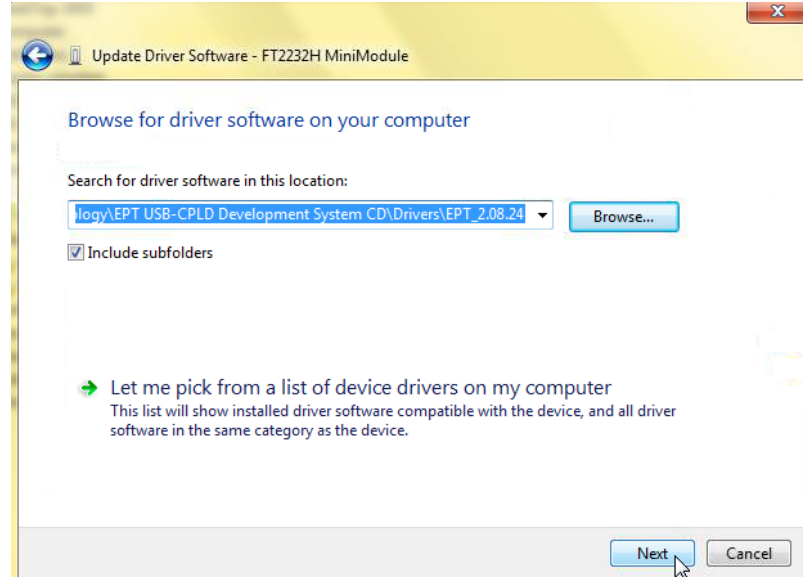 Update Driver Software - FT2232H MiniModule
Browse for driver software on your computer
Search for driver software in this location:
ology\EPT USB-CPLD Development System CD\Drivers\EPT_2.08.24
Browse...
Include subfolders
Let me pick from a list of device drivers on my computer
This list will show installed driver software compatible with the device, and all driver
software in the same category as the device.
Next
Cancel